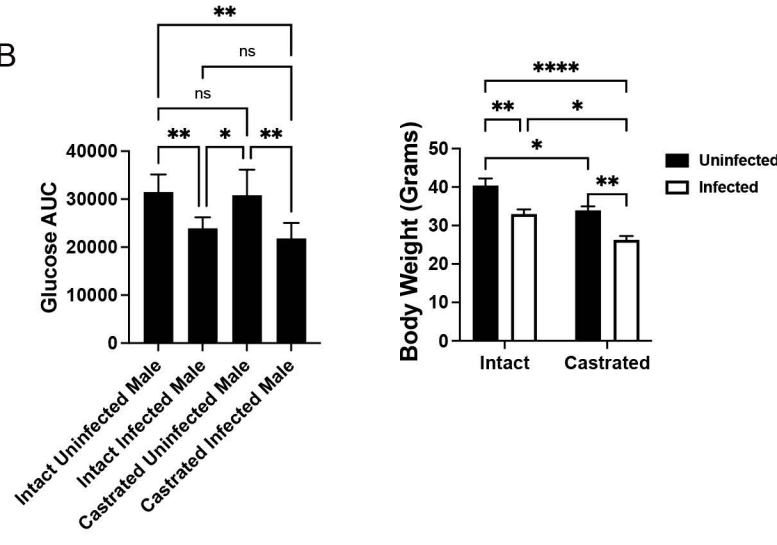 B
**
ns
ns
** * **
Glucose AUC
40000
30000
20000
10000
0
Intact Uninfected Male
Intact Infected Male
Castrated Uninfected Male
Castrated Infected Male
****
** *
*
**
Body Weight (Grams)
50
40
30
20
10
0
Intact Castrated
Uninfected
Infected